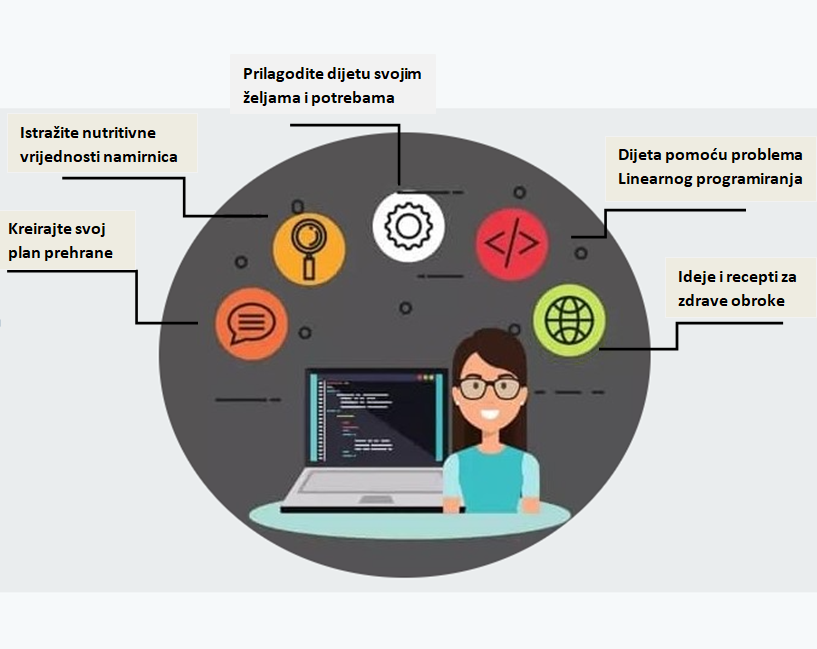 Prilagodite dijetu svojim
željama i potrebama
Istražite nutritivne
vrijednosti namirnica
Dijeta pomoću problema
Linearnog programiranja
Kreirajte svoj
plan prehrane
Ideje i recepti za
zdrave obroke